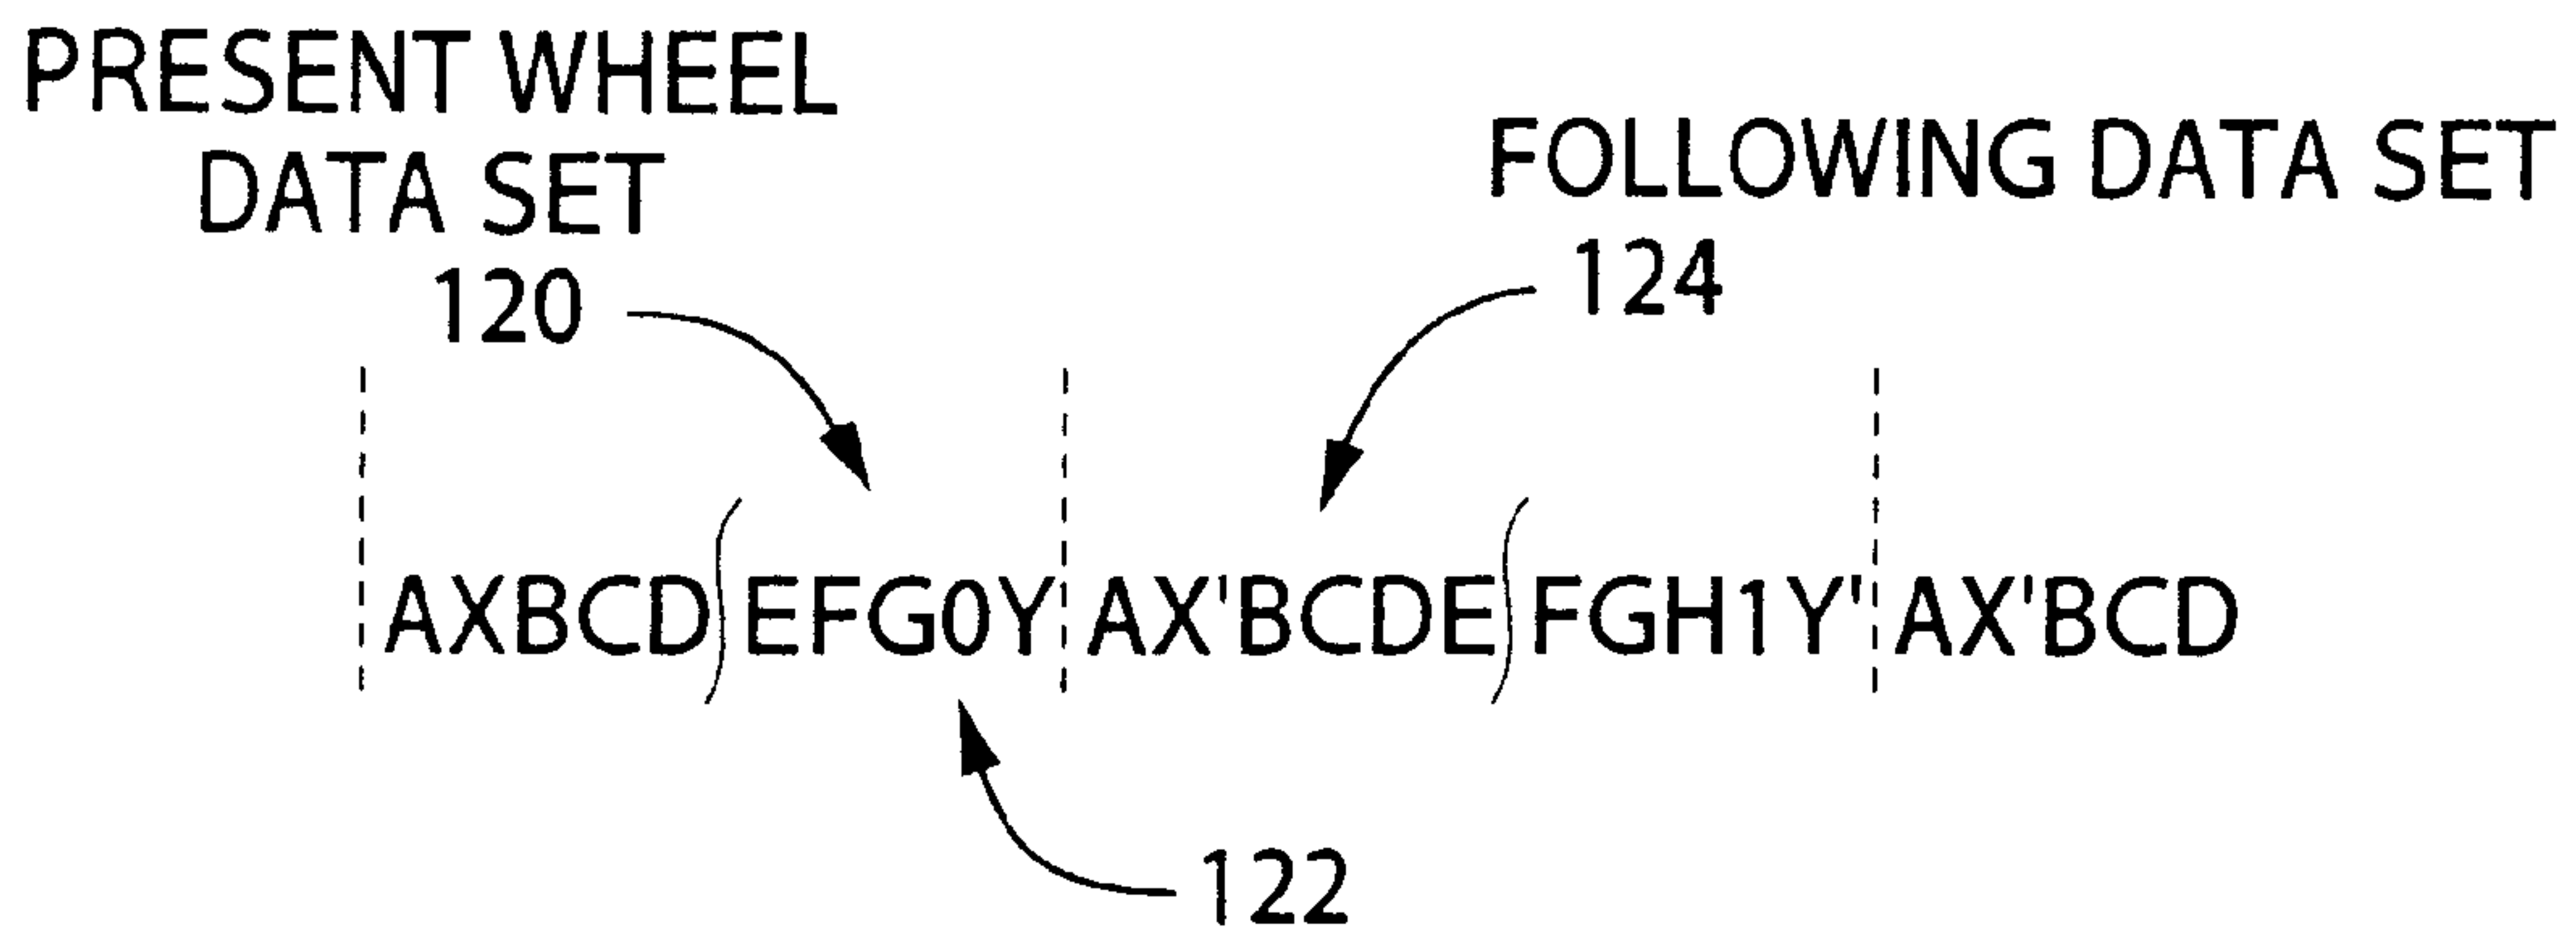 PRESENT WHEEL
DATA SET
120
FOLLOWING DATA SET
124
AXBCD EFG0Y AX'BCDE FGH1Y' AX'BCD
122